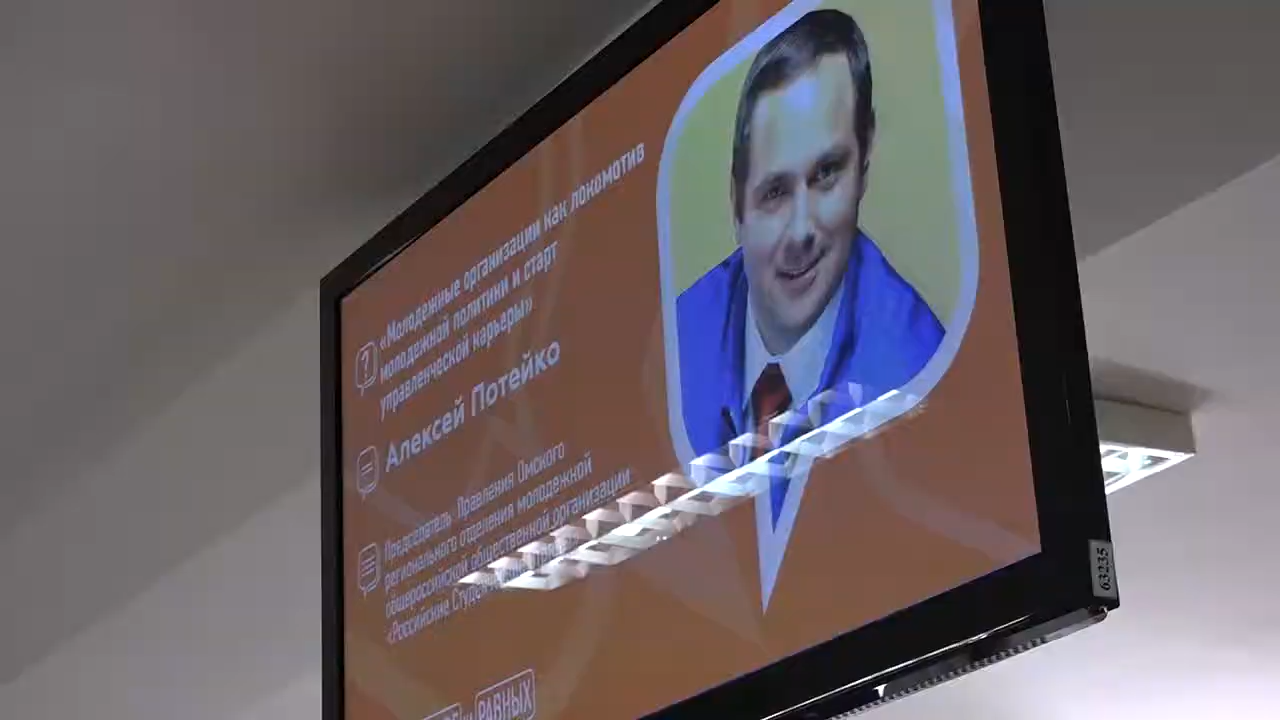 ?
«Молодежные организации как локомотив
молодежной политики и старт
управленческой карьеры».
Алексей Потейко
Председатель Правления Омского
регионального отделения молодежной
общероссийской общественной организации
«Российские
РАВНЫХ
63235